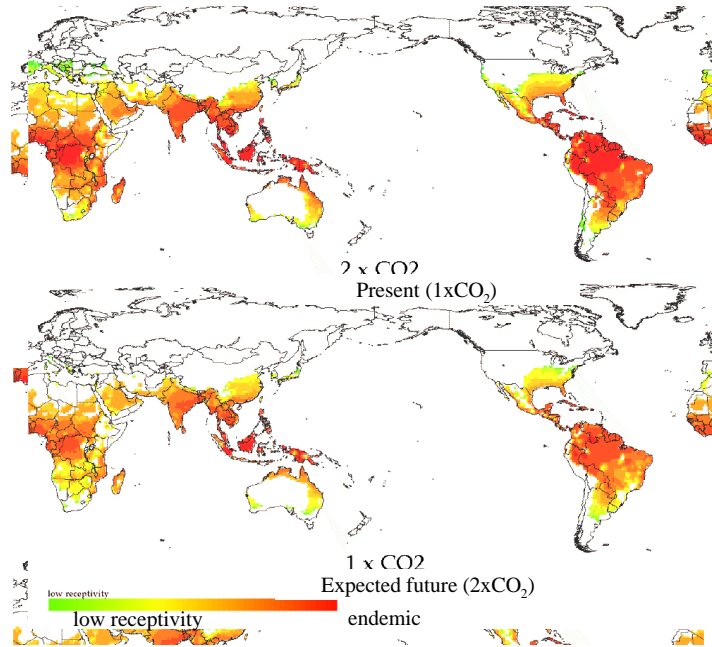 2 x CO2
Present (1xCO₂)
1 x CO2
Expected future (2xCO₂)
low receptivity
low receptivity
endemic